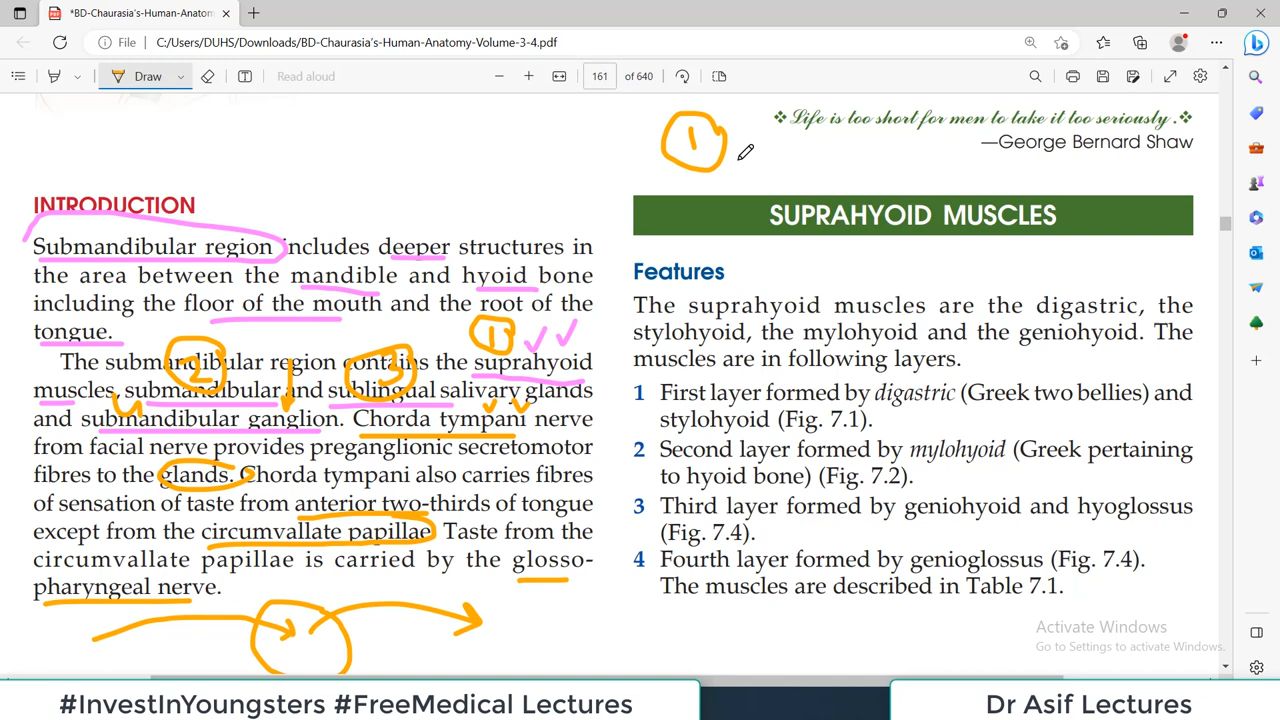 *BD-Chaurasia's-Human-Anatom
File
C:/Users/DUHS/Downloads/BD-Chaurasia's-Human-Anatomy-Volume-3-4.pdf
Draw
Read aloud
161
of 640
Life is too short for men to take it too seriously.
—George Bernard Shaw
1
INTRODUCTION
Submandibular region includes deeper structures in
the area between the mandible and hyoid bone
including the floor of the mouth and the root of the
tongue.
1
The submandibular region contains the suprahyoid
2
3
muscles, submandibular and sublingual salivary glands
4
and submandibular ganglion. Chorda tympani nerve
from facial nerve provides preganglionic secretomotor
fibres to the glands. Chorda tympani also carries fibres
of sensation of taste from anterior two-thirds of tongue
except from the circumvallate papillae. Taste from the
circumvallate papillae is carried by the glosso-
pharyngeal nerve.
SUPRAHYOID MUSCLES
Features
The suprahyoid muscles are the digastric, the
stylohyoid, the mylohyoid and the geniohyoid. The
muscles are in following layers.
1 First layer formed by digastric (Greek two bellies) and
stylohyoid (Fig. 7.1).
2 Second layer formed by mylohyoid (Greek pertaining
to hyoid bone) (Fig. 7.2).
3 Third layer formed by geniohyoid and hyoglossus
(Fig. 7.4).
4 Fourth layer formed by genioglossus (Fig. 7.4).
The muscles are described in Table 7.1.
Activate Windows
Go to Settings to activate Windows.
#InvestInYoungsters #FreeMedical Lectures
Dr Asif Lectures